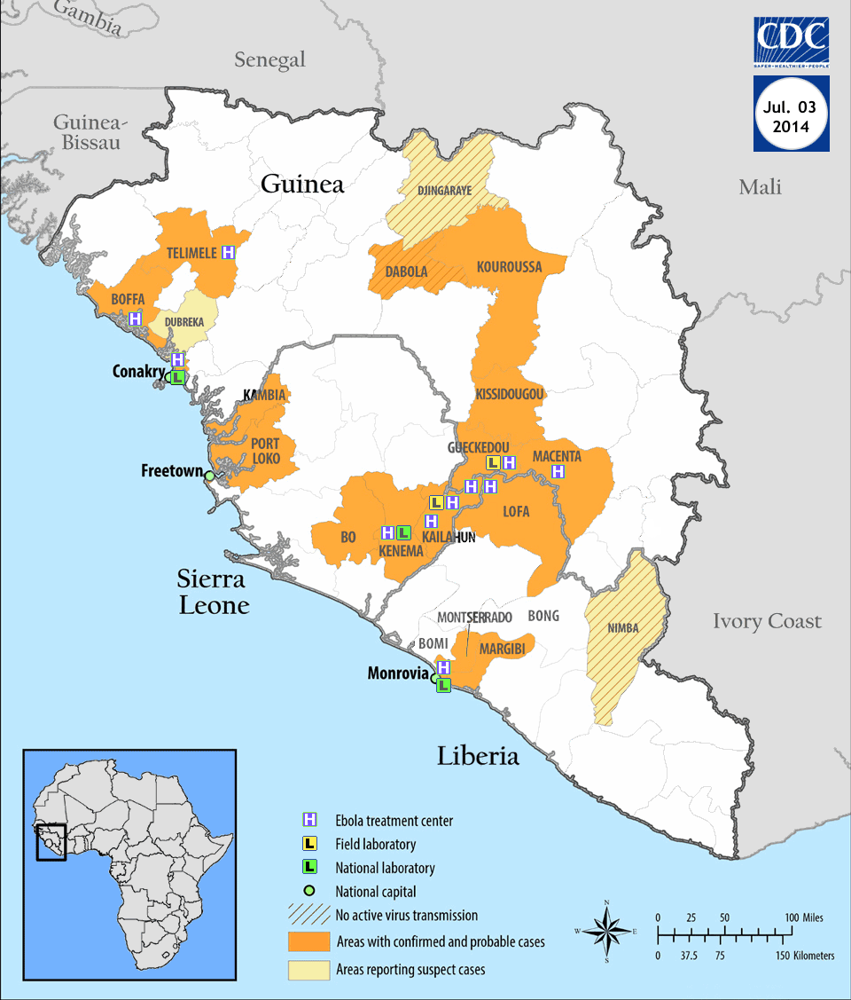 Gambia
Senegal
CDC
SAFER·HEALTHIER·PEOPLE™
Jul. 03
2014
Guinea-
Bissau
Guinea
DJINGARAYE
Mali
TELIMELE
H
DABOLA
KOUROUSSA
BOFFA
H
DUBREKA
H
Conakry
L
KAMBIA
KISSIDOUGOU
PORT
LOKO
GUECKEDOU
MACENTA
L H
H
Freetown
H H
L H
LOFA
H
BO
H L
KAILAHUN
KENEMA
Sierra
Leone
MONTSERRADO
BONG
Ivory Coast
NIMBA
BOMI
MARGIBI
H
Monrovia
L
Liberia
H Ebola treatment center
L Field laboratory
L National laboratory
National capital
No active virus transmission
Areas with confirmed and probable cases
Areas reporting suspect cases
N
W E
S
0 25 50 100 Miles
0 37.5 75 150 Kilometers